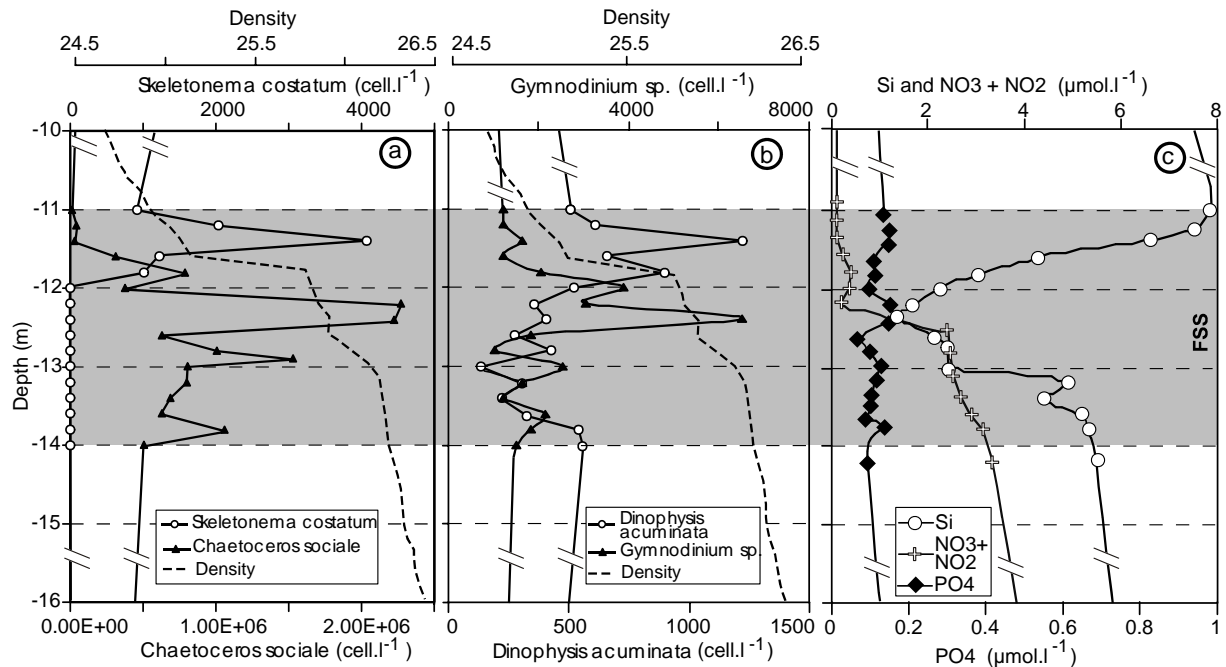 Density
24.5 25.5 26.5
Skeletonema costatum (cell.l-1)
0 2000 4000
Density
24.5 25.5 26.5
Gymnodinium sp. (cell.l-1)
0 4000 8000
Si and NO3 + NO2 (µmol.l-1)
0 2 4 6 8
Depth (m)
-10
-11
-12
-13
-14
-15
-16
a
b
c
FSS
Skeletonema costatum
Chaetoceros sociale
Density
Dinophysis
acuminata
Gymnodinium sp.
Density
Si
NO3+
NO2
PO4
0.00E+00 1.00E+06 2.00E+06
Chaetoceros sociale (cell.l-1)
0 500 1000 1500
Dinophysis acuminata (cell.l-1)
0 0.2 0.4 0.6 0.8 1
PO4 (µmol.l-1)